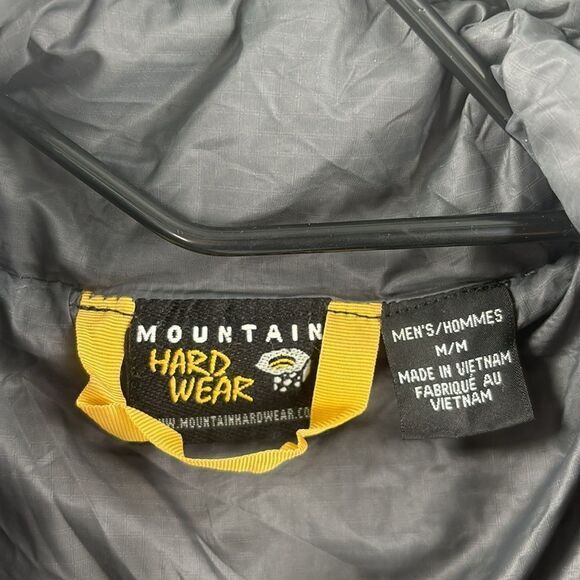 MOUNTAIN
HARD
WEAR
WWW.MOUNTAINHARDWEAR.CO
MEN'S/HOMMES
M/M
MADE IN VIETNAM
FABRIQUÉ AU
VIETNAM